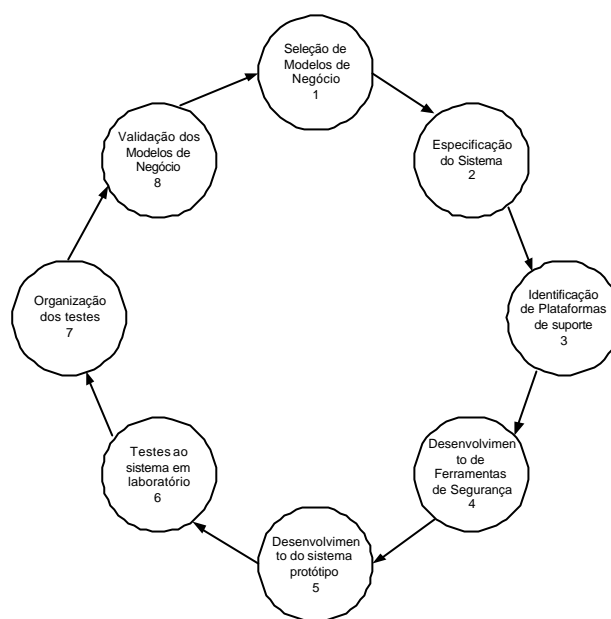 Seleção de
Modelos de
Negócio
1
Especificação
do Sistema
2
Identificação
de Plataformas
de suporte
3
Desenvolvimen
to de
Ferramentas
de Segurança
4
Desenvolvimen
to do sistema
protótipo
5
Testes ao
sistema em
laboratório
6
Organização
dos testes
7
Validação dos
Modelos de
Negócio
8